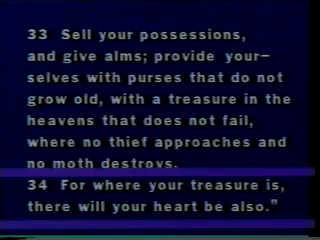 33 Sell your possessions,
and give alms; provide your–
selves with purses that do not
grow old, with a treasure in the
heavens that does not fail,
where no thief approaches and
no moth destroys.
34 For where your treasure is,
there will your heart be also."